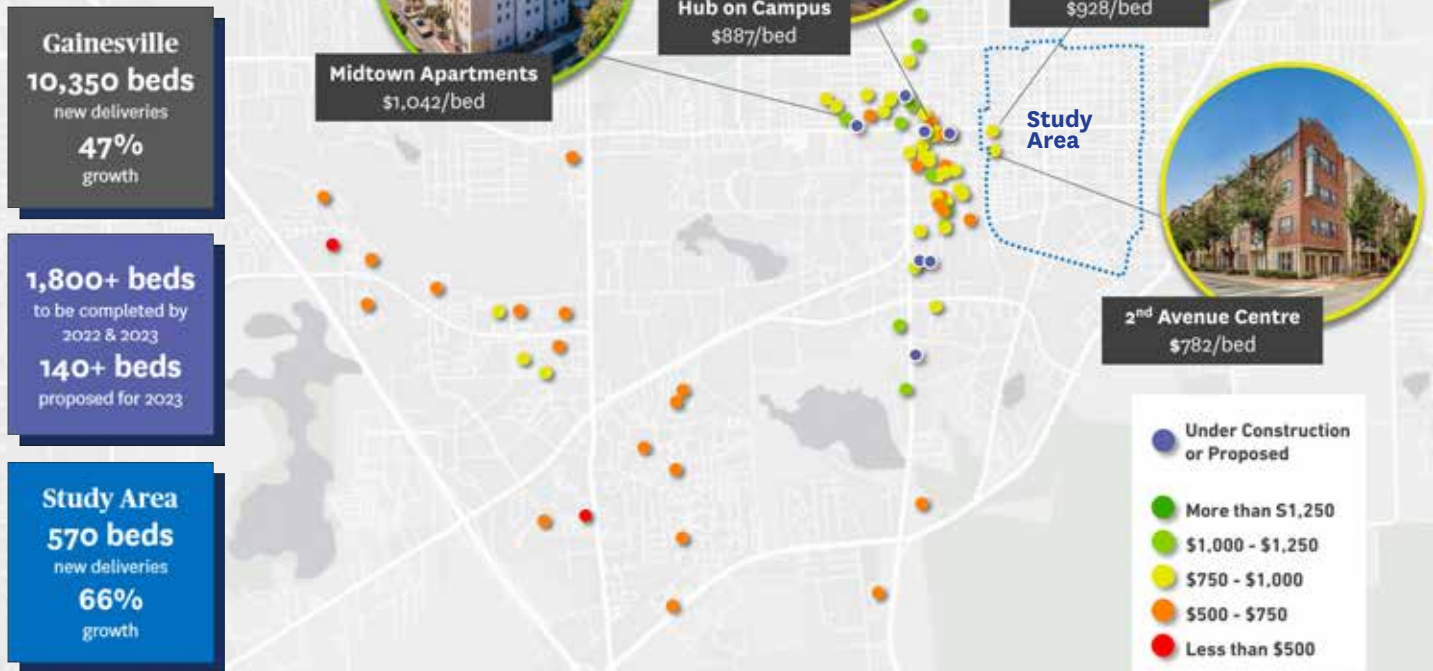 Gainesville
10,350 beds
new deliveries
47%
growth
1,800+ beds
to be completed by
2022 & 2023
140+ beds
proposed for 2023
Study Area
570 beds
new deliveries
66%
growth
Midtown Apartments
$1,042/bed
Hub on Campus
$887/bed
$928/bed
Study
Area
2nd Avenue Centre
$782/bed
Under Construction
or Proposed
More than $1,250
$1,000 - $1,250
$750 - $1,000
$500 - $750
Less than $500